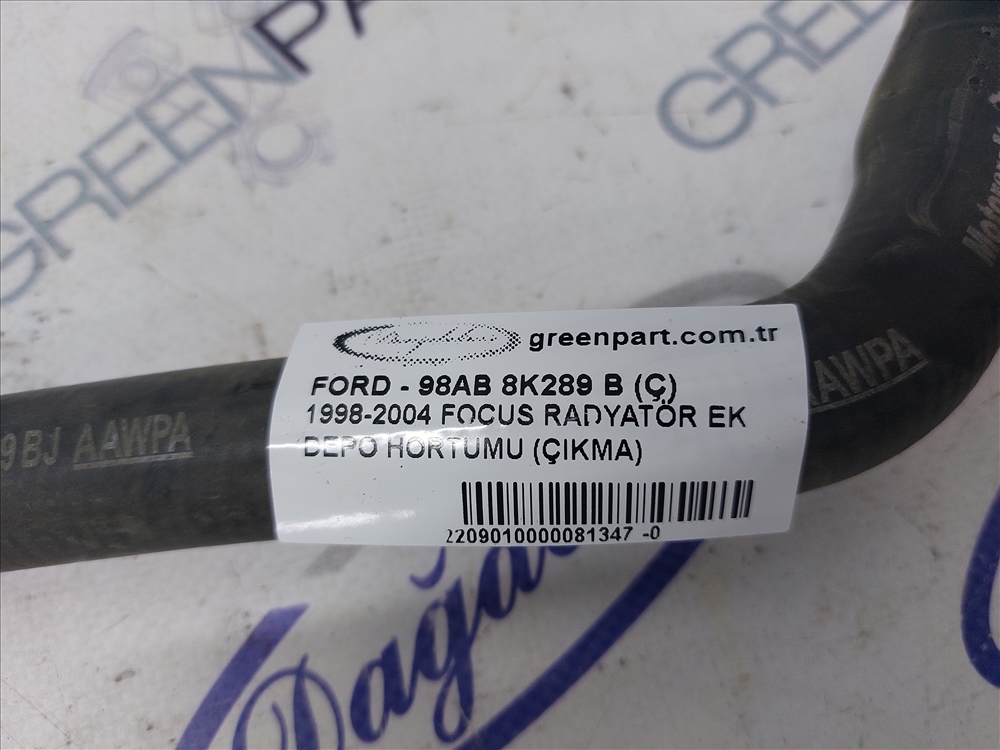 GREENPA
GREEN
greenpart.com.tr
FORD - 98AB 8K289 B (Ç)
1998-2004 FOCUS RADYATÖR EK
DEPO HORTUMU (ÇIKMA)
2209010000081347 -0
9BJ AAWPA
AAWPA